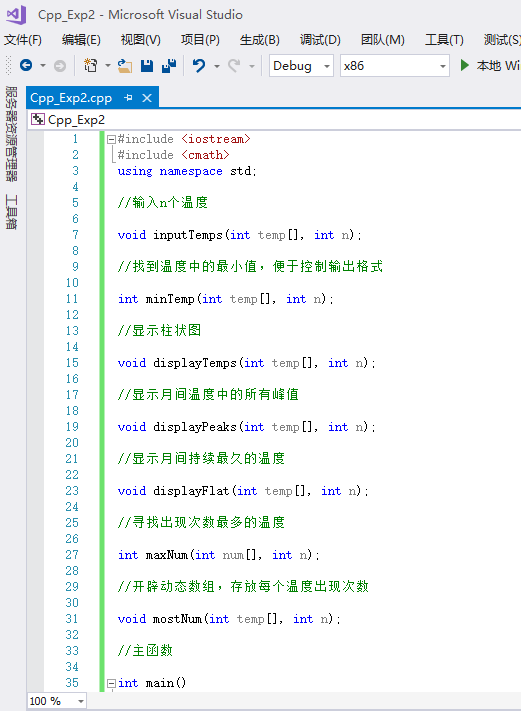 Cpp_Exp2 - Microsoft Visual Studio
文件(F) 编辑(E) 视图(V) 项目(P) 生成(B) 调试(D) 团队(M) 工具(T) 测试(S
Debug x86 本地 Wi
Cpp_Exp2.cpp
Cpp_Exp2
服务器资源管理器
工具箱
1 #include <iostream>
2 #include <cmath>
3 using namespace std;
4
5 //输入n个温度
6
7 void inputTemps(int temp[], int n);
8
9 //找到温度中的最小值，便于控制输出格式
10
11 int minTemp(int temp[], int n);
12
13 //显示柱状图
14
15 void displayTemps(int temp[], int n);
16
17 //显示月间温度中的所有峰值
18
19 void displayPeaks(int temp[], int n);
20
21 //显示月间持续最久的温度
22
23 void displayFlat(int temp[], int n);
24
25 //寻找出现次数最多的温度
26
27 int maxNum(int num[], int n);
28
29 //开辟动态数组，存放每个温度出现次数
30
31 void mostNum(int temp[], int n);
32
33 //主函数
34
35 int main()
100 %